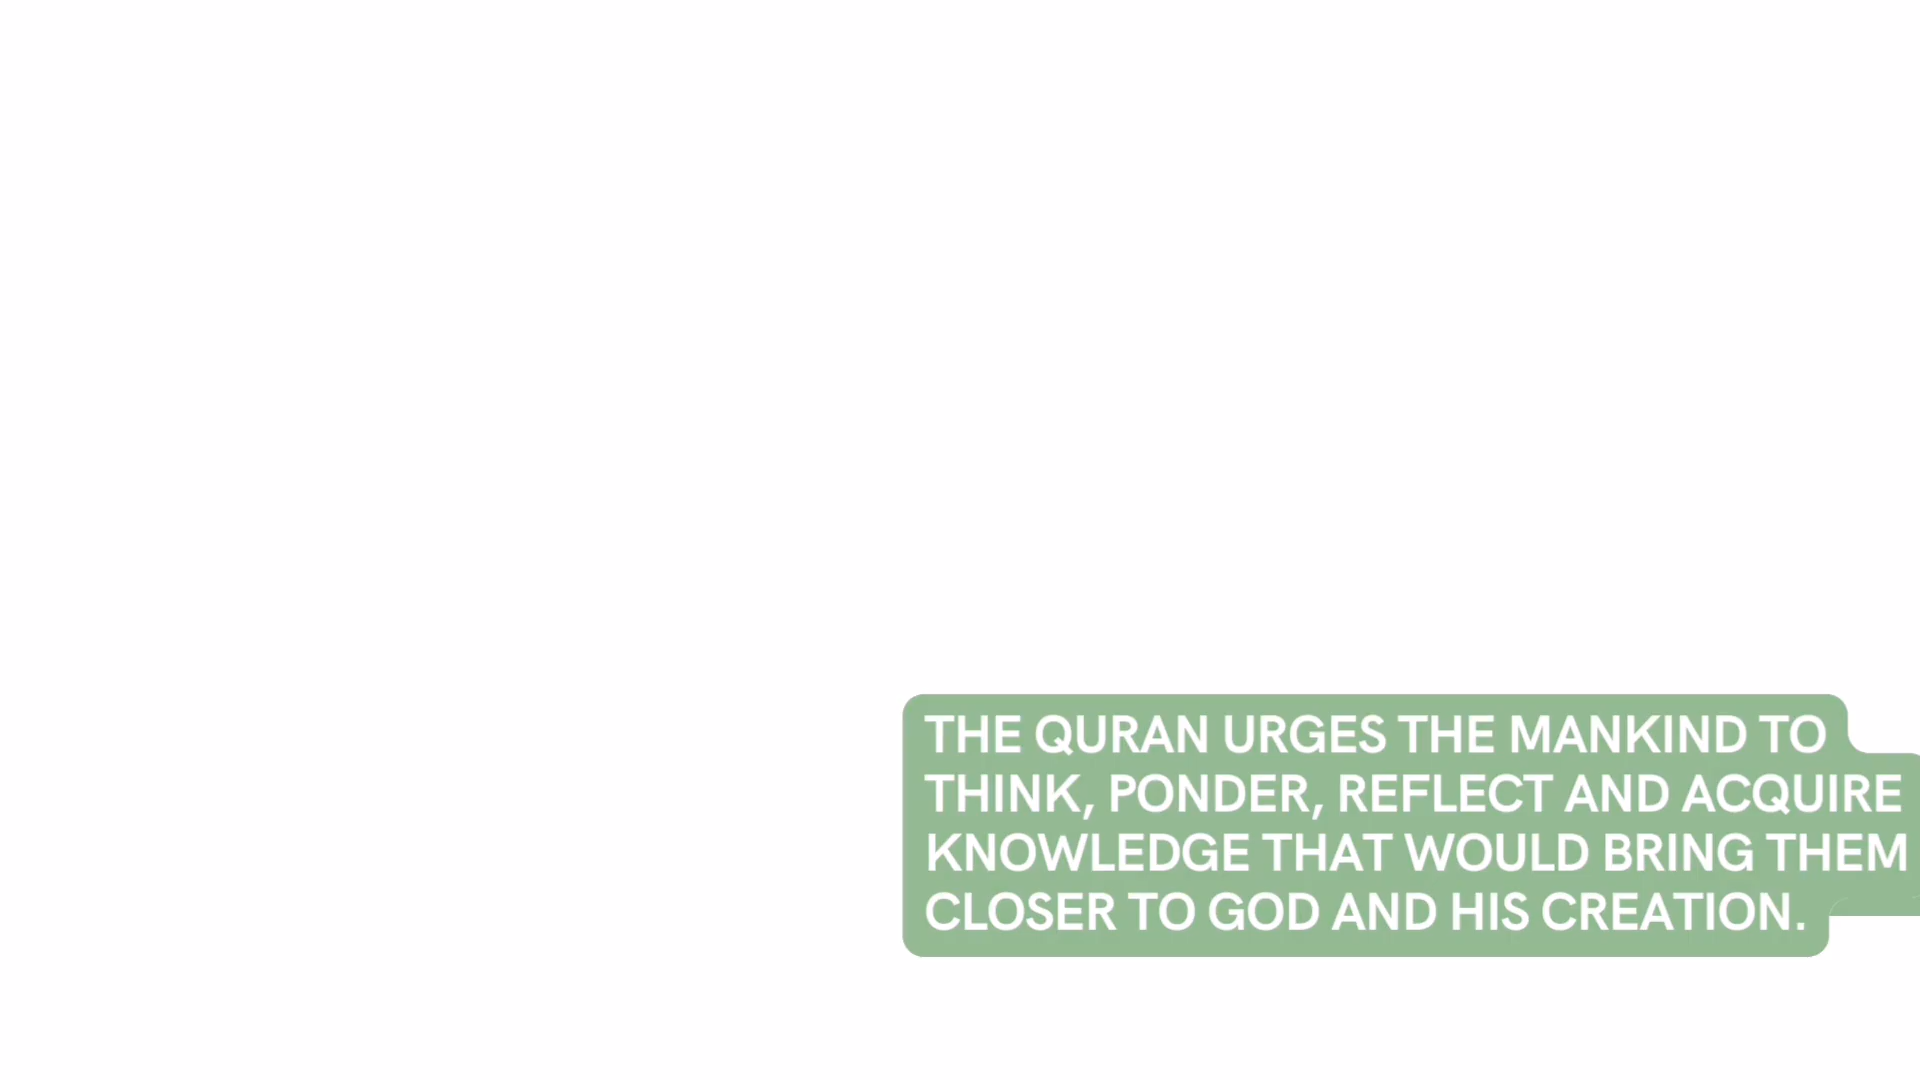 THE QURAN URGES THE MANKIND TO
THINK, PONDER, REFLECT AND ACQUIRE
KNOWLEDGE THAT WOULD BRING THEM
CLOSER TO GOD AND HIS CREATION.